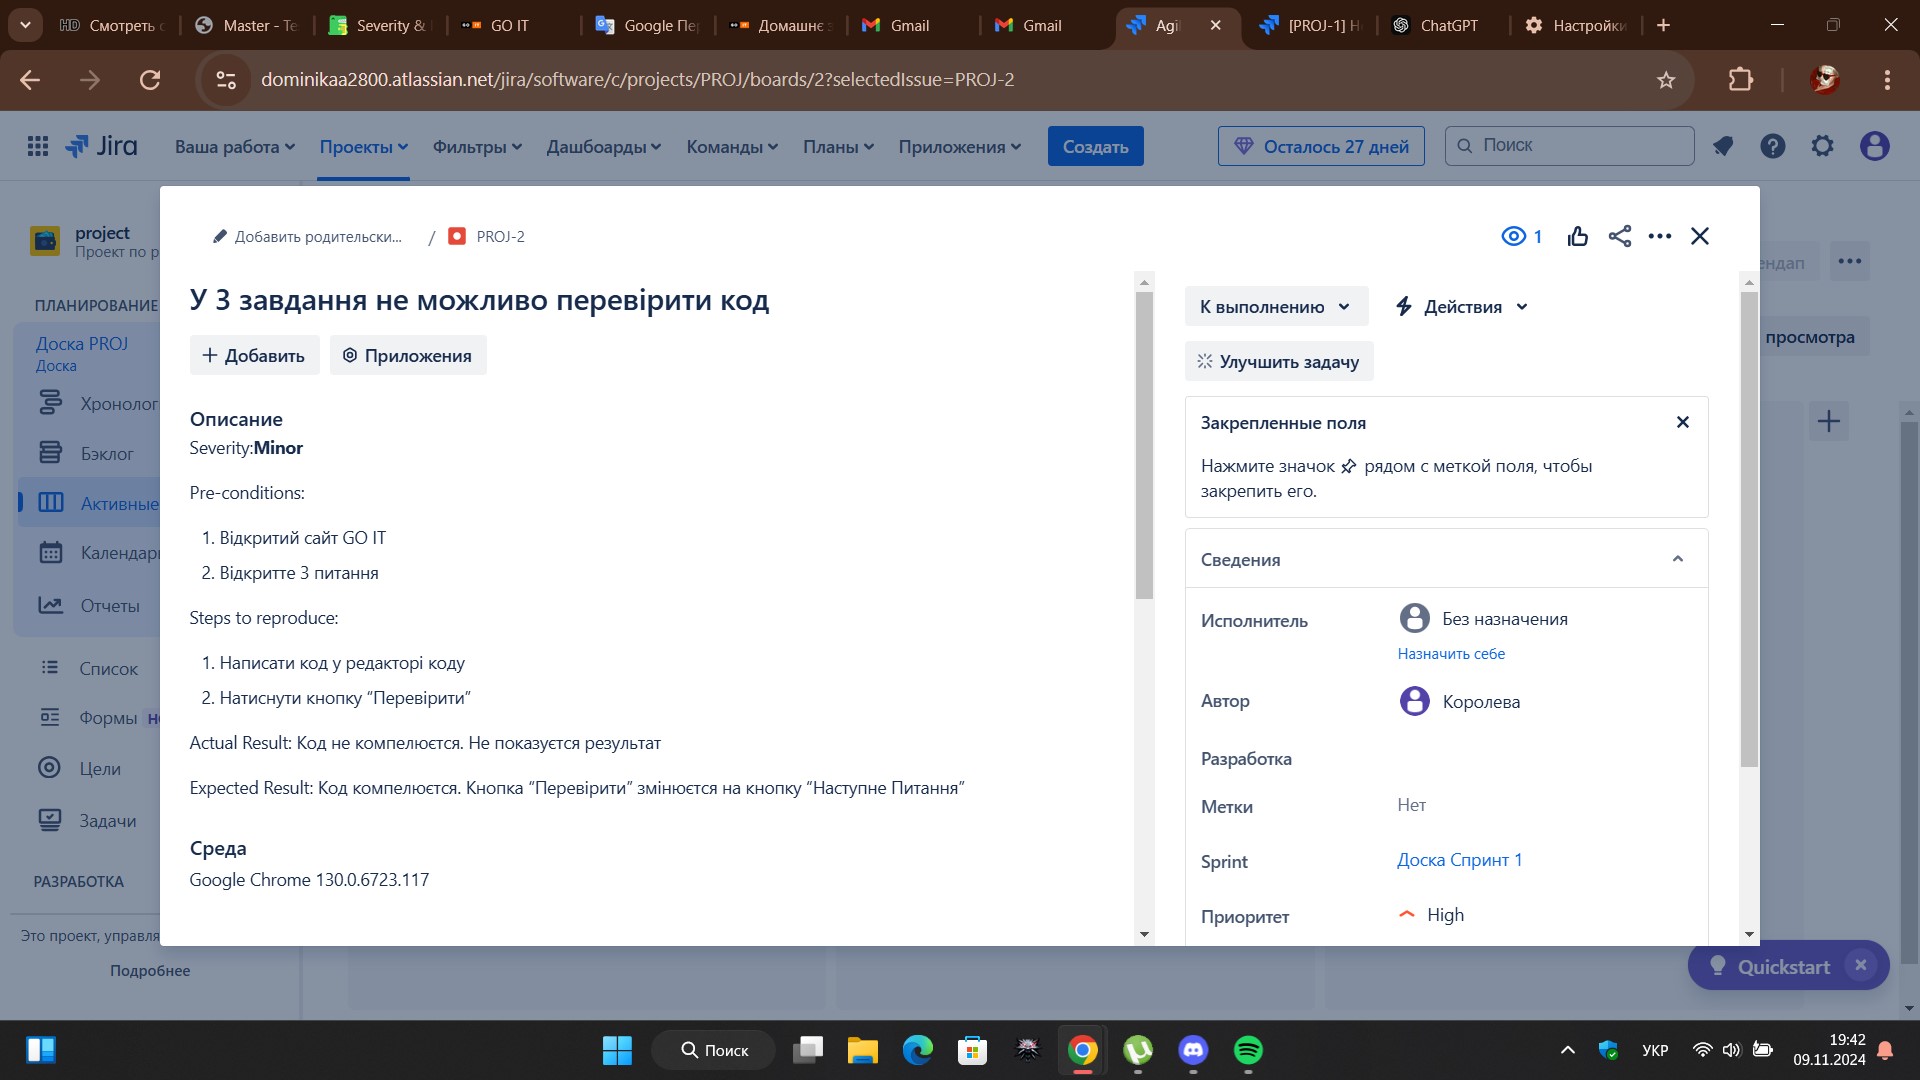 HD Смотреть
Master - Te
Severity &
GO IT
Google Пе
Домашнє з
Gmail
Gmail
Agil
[PROJ-1] Н
ChatGPT
Настройки
dominikaa2800.atlassian.net/jira/software/c/projects/PROJ/boards/2?selectedIssue=PROJ-2
Jira
Ваша работа
Проекты
Фильтры
Дашбоарды
Команды
Планы
Приложения
Создать
Осталось 27 дней
Поиск
project
Проект по р
ПЛАНИРОВАНИЕ
Доска PROJ
Доска
Хронолог
Бэклог
Активные
Календарь
Отчеты
Список
Формы
Цели
Задачи
РАЗРАБОТКА
Это проект, управля
Подробнее
Добавить родительски...
/
PROJ-2
1
У 3 завдання не можливо перевірити код
Добавить
Приложения
Описание
Severity:Minor
Pre-conditions:
1. Відкритий сайт GO IT
2. Відкритте 3 питання
Steps to reproduce:
1. Написати код у редакторі коду
2. Натиснути кнопку “Перевірити”
Actual Result: Код не компелюєтся. Не показуєтся результат
Expected Result: Код компелюєтся. Кнопка “Перевірити” змінюєтся на кнопку “Наступне Питання”
Среда
Google Chrome 130.0.6723.117
К выполнению
Действия
Улучшить задачу
Закрепленные поля
Нажмите значок рядом с меткой поля, чтобы
закрепить его.
Сведения
Исполнитель
Без назначения
Назначить себе
Автор
Королева
Разработка
Метки
Нет
Sprint
Доска Спринт 1
Приоритет
High
ендап
просмотра
Quickstart
Поиск
УКР
19:42
09.11.2024